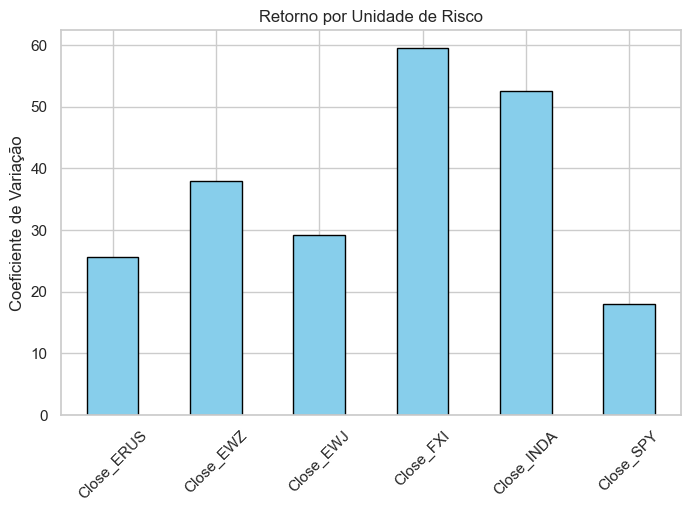 Retorno por Unidade de Risco
Coeficiente de Variação
60
50
40
30
20
10
0
Close_ERUS
Close_EWZ
Close_EWJ
Close_FXI
Close_INDA
Close_SPY